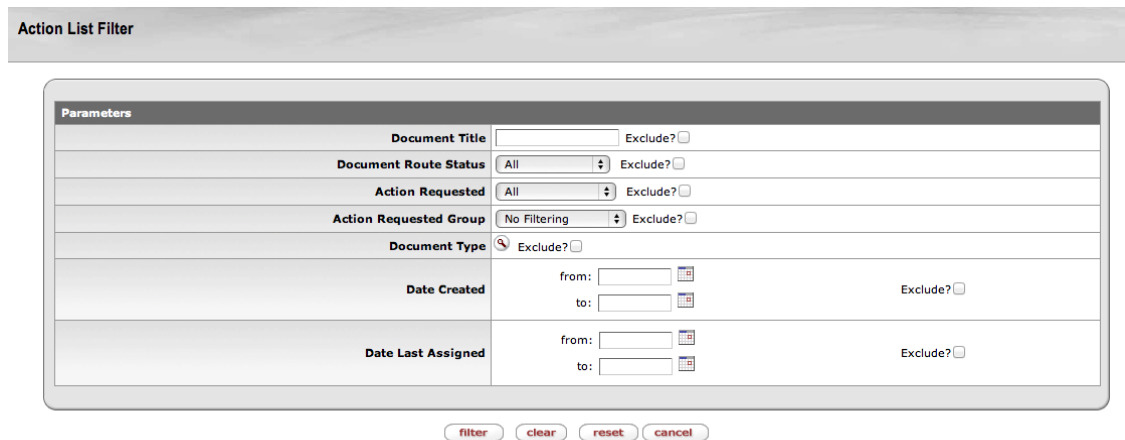 Action List Filter
Parameters
Document Title Exclude?
Document Route Status All Exclude?
Action Requested All Exclude?
Action Requested Group No Filtering Exclude?
Document Type Exclude?
Date Created from: Exclude?
to:
Date Last Assigned from: Exclude?
to:
filter clear reset cancel